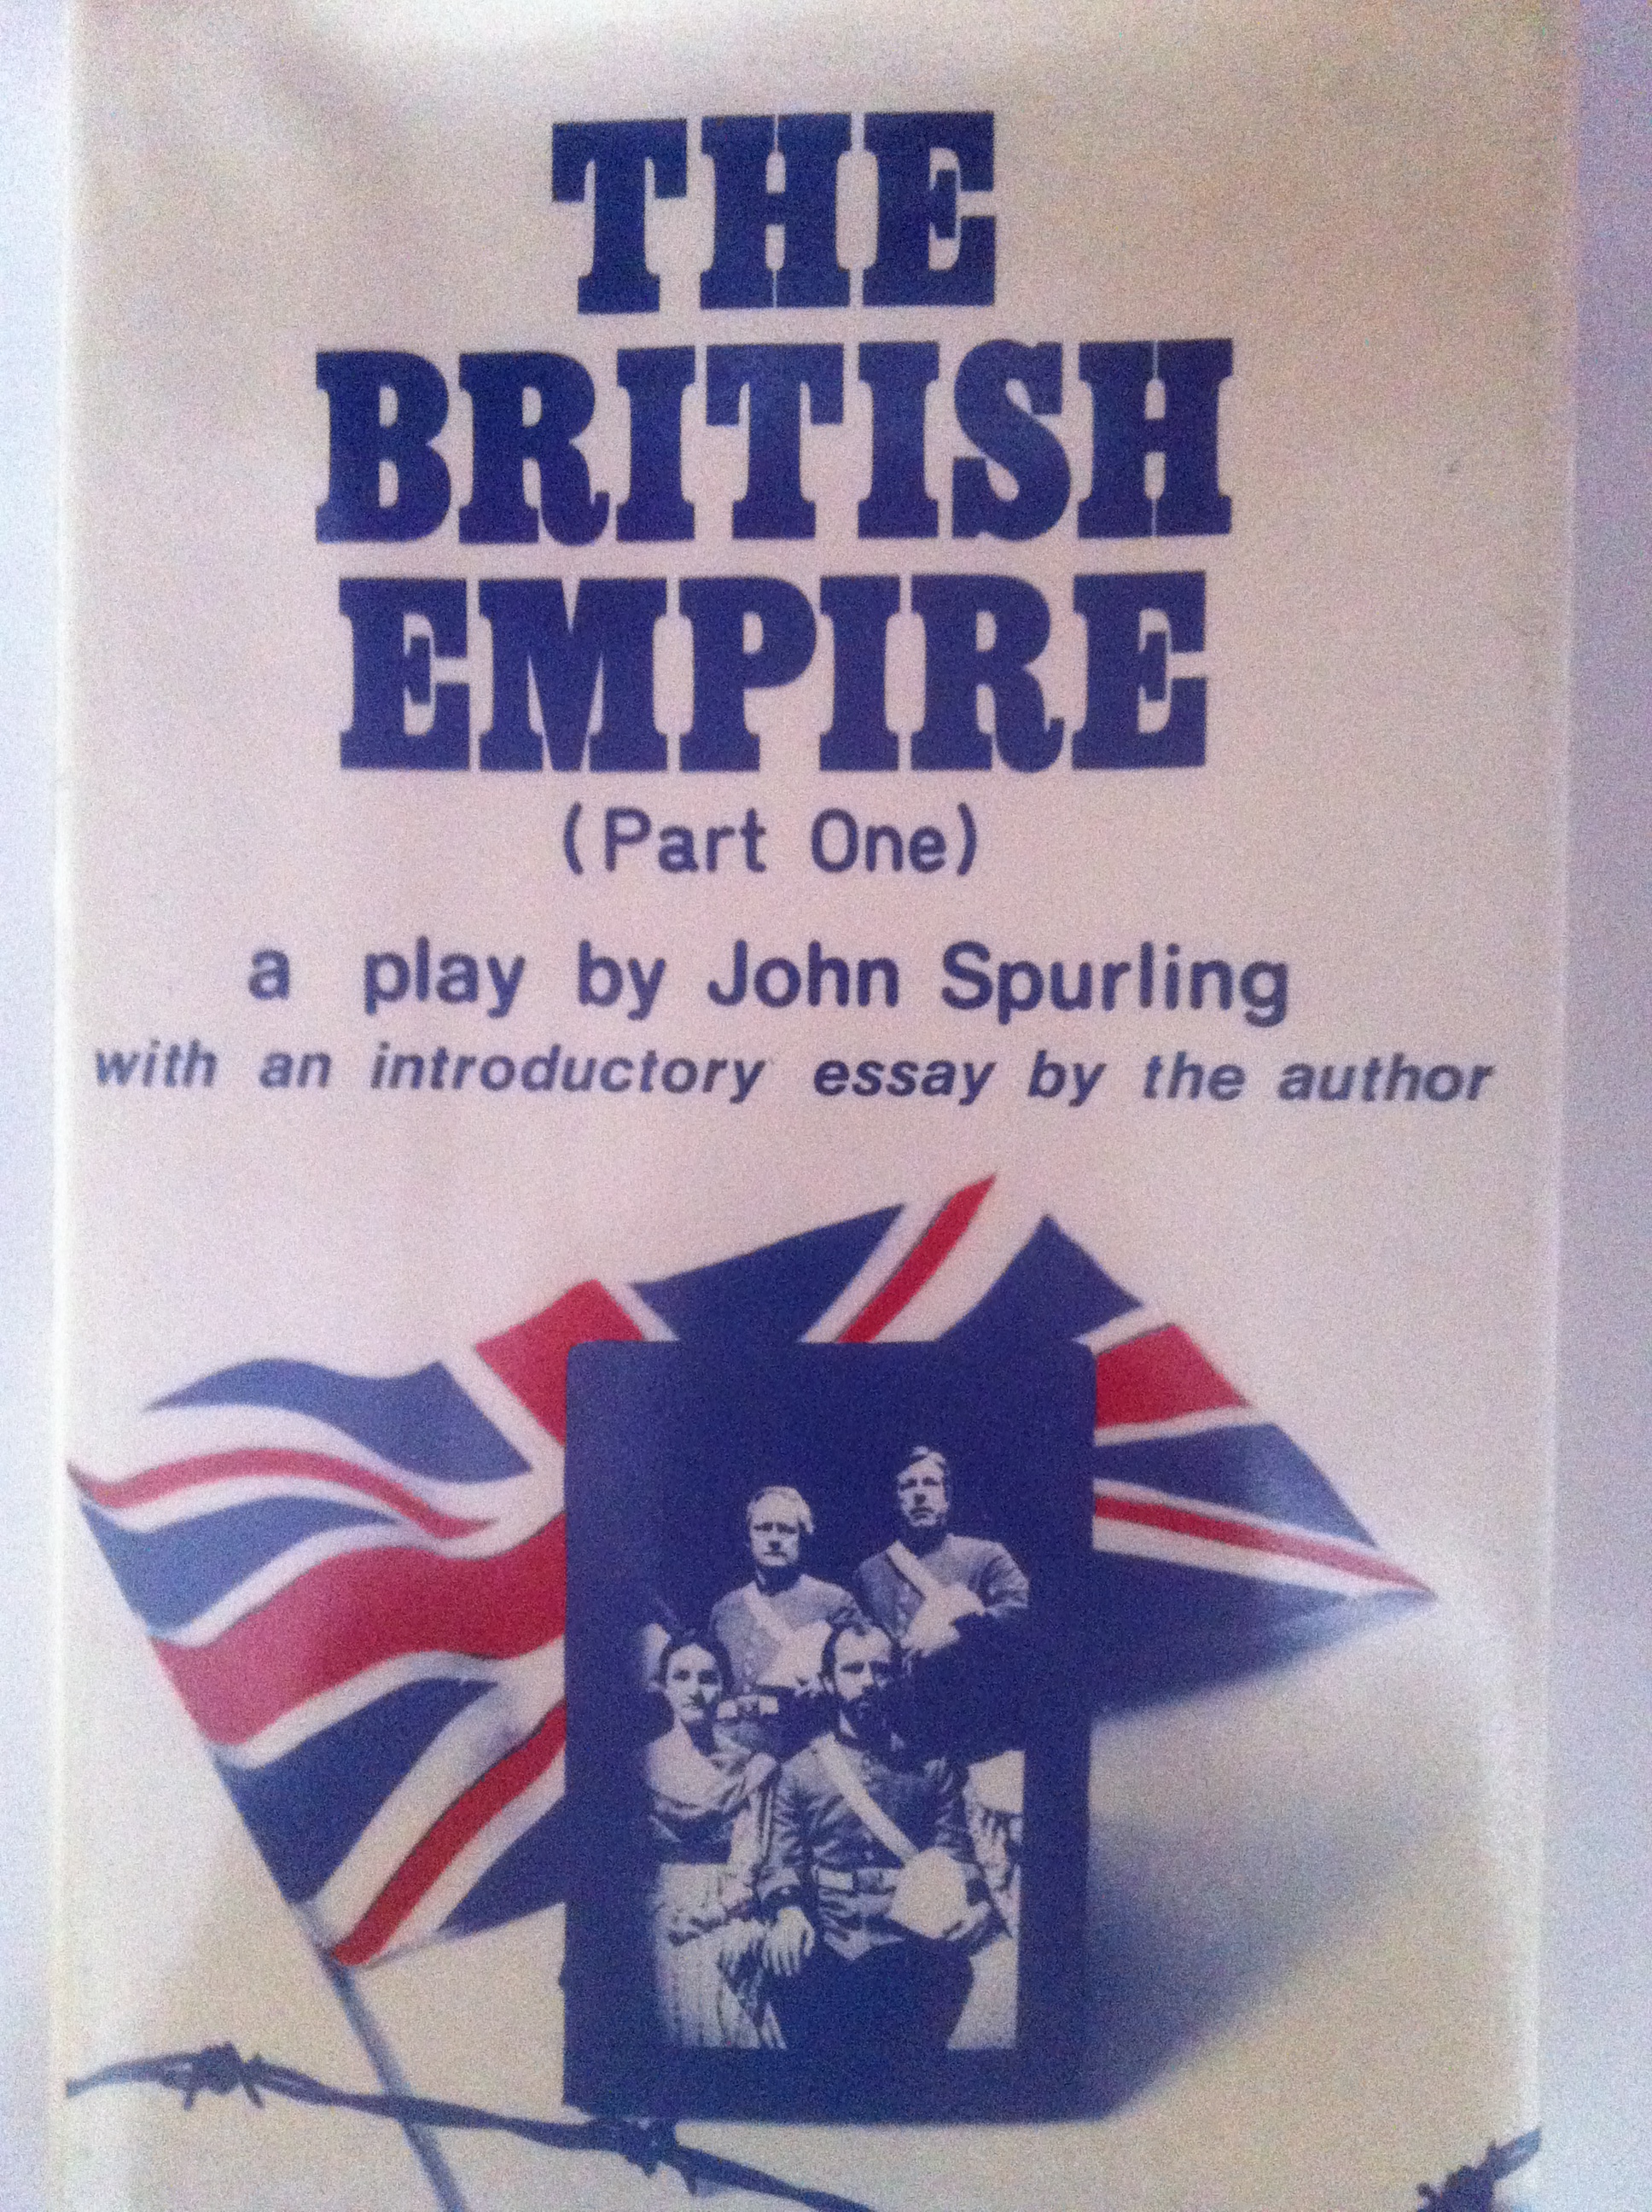 THE
BRITISH
EMPIRE
(Part One)
a play by John Spurling
with an introductory essay by the author